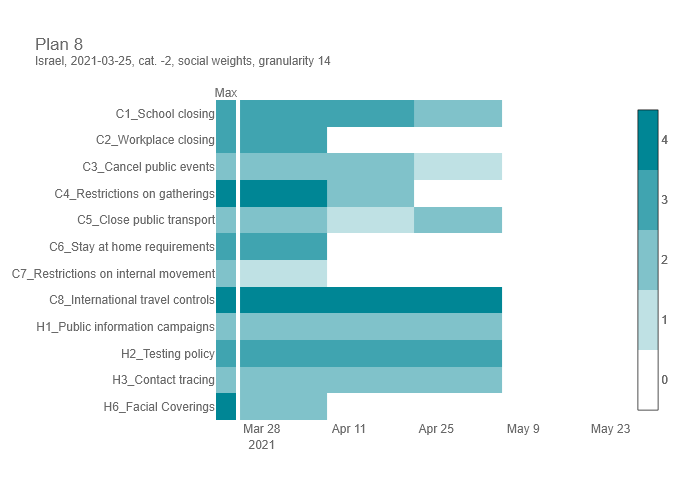 Plan 8
Israel, 2021-03-25, cat. -2, social weights, granularity 14
Max
C1_School closing
C2_Workplace closing
C3_Cancel public events
C4_Restrictions on gatherings
C5_Close public transport
C6_Stay at home requirements
C7_Restrictions on internal movement
C8_International travel controls
H1_Public information campaigns
H2_Testing policy
H3_Contact tracing
H6_Facial Coverings
Mar 28 Apr 11 Apr 25 May 9 May 23
2021
4
3
2
1
0